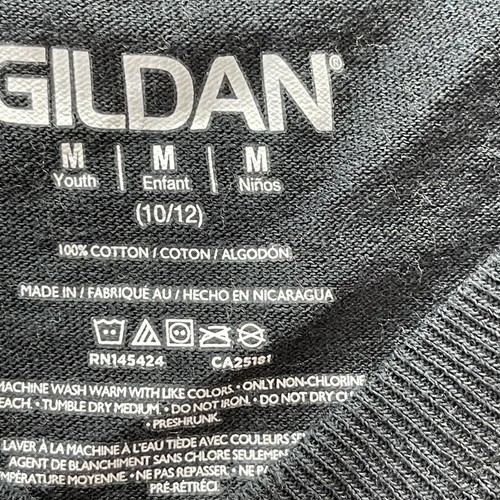 GILDAN®
M | M | M
Youth Enfant Niños
(10/12)
100% COTTON / COTON / ALGODÓN
MADE IN / FABRIQUÉ AU / HECHO EN NICARAGUA
RN145424 CA25181
MACHINE WASH WARM WITH LIKE COLORS. • ONLY NON-CHLORINE
EACH. • TUMBLE DRY MEDIUM. • DO NOT IRON. • DO NOT DRY
• PRESHRUNK.
LAVER À LA MACHINE À L'EAU TIÈDE AVEC COULEURS
AGENT DE BLANCHIMENT SANS CHLORE SEULEMENT
TEMPÉRATURE MOYENNE. • NE PAS REPASSER. • NE PAS
PRÉ-RÉTRÉCI.